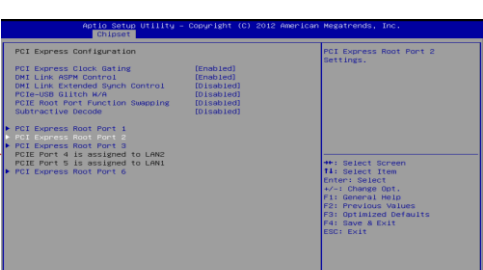 Aptio Setup Utility - Copyright (C) 2012 American Megatrends, Inc.
Chipset
PCI Express Configuration
PCI Express Clock Gating [Enabled]
DMI Link ASPM Control [Enabled]
DMI Link Extended Synch Control [Disabled]
PCIe-USB Glitch W/A [Disabled]
PCIE Root Port Function Swapping [Disabled]
Subtractive Decode [Disabled]
PCI Express Root Port 1
PCI Express Root Port 2
PCI Express Root Port 3
PCIE Port 4 is assigned to LAN2
PCIE Port 5 is assigned to LAN1
PCI Express Root Port 6
PCI Express Root Port 2
Settings.
→←: Select Screen
↑↓: Select Item
Enter: Select
+/-: Change Opt.
F1: General Help
F2: Previous Values
F3: Optimized Defaults
F4: Save & Exit
ESC: Exit